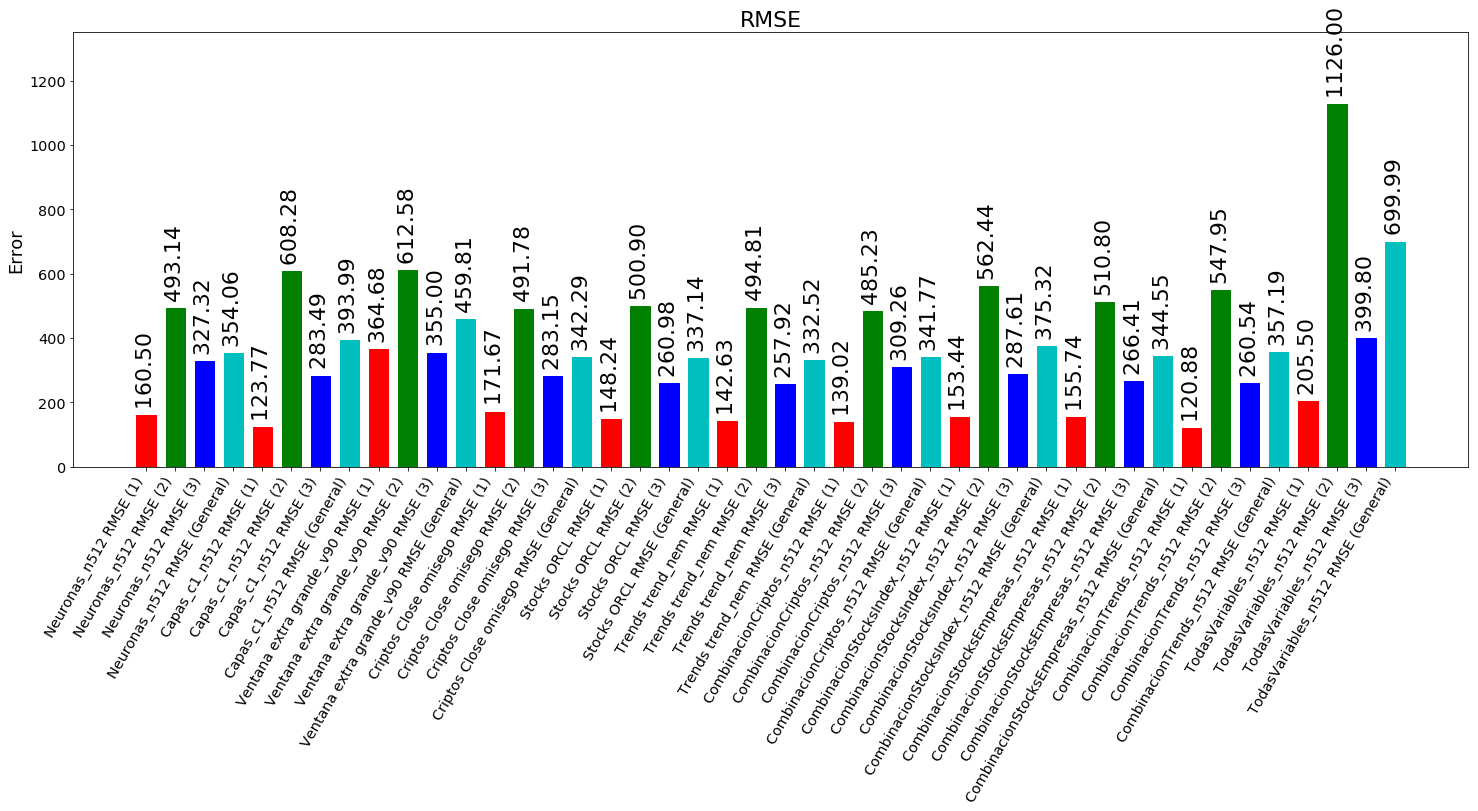 RMSE
Error
1200
1000
800
600
400
200
0
160.50
493.14
327.32
354.06
123.77
608.28
283.49
393.99
364.68
612.58
355.00
459.81
171.67
491.78
283.15
342.29
148.24
500.90
260.98
337.14
142.63
494.81
257.92
332.52
139.02
485.23
309.26
341.77
153.44
562.44
287.61
375.32
155.74
510.80
266.41
344.55
120.88
547.95
260.54
357.19
205.50
1126.00
399.80
699.99
Neuronas_n512 RMSE (1)
Neuronas_n512 RMSE (2)
Neuronas_n512 RMSE (3)
Neuronas_n512 RMSE (General)
Capas_c1_n512 RMSE (1)
Capas_c1_n512 RMSE (2)
Capas_c1_n512 RMSE (3)
Capas_c1_n512 RMSE (General)
Ventana extra grande_v90 RMSE (1)
Ventana extra grande_v90 RMSE (2)
Ventana extra grande_v90 RMSE (3)
Ventana extra grande_v90 RMSE (General)
Criptos Close omnisego RMSE (1)
Criptos Close omnisego RMSE (2)
Criptos Close omnisego RMSE (3)
Criptos Close omnisego RMSE (General)
Stocks ORCL RMSE (1)
Stocks ORCL RMSE (2)
Stocks ORCL RMSE (3)
Stocks ORCL RMSE (General)
Trends trend_nem RMSE (1)
Trends trend_nem RMSE (2)
Trends trend_nem RMSE (3)
Trends trend_nem RMSE (General)
CombinacionCriptos_n512 RMSE (1)
CombinacionCriptos_n512 RMSE (2)
CombinacionCriptos_n512 RMSE (3)
CombinacionCriptos_n512 RMSE (General)
CombinacionStocksIndex_n512 RMSE (1)
CombinacionStocksIndex_n512 RMSE (2)
CombinacionStocksIndex_n512 RMSE (3)
CombinacionStocksIndex_n512 RMSE (General)
CombinacionStocksEmpresas_n512 RMSE (1)
CombinacionStocksEmpresas_n512 RMSE (2)
CombinacionStocksEmpresas_n512 RMSE (3)
CombinacionStocksEmpresas_n512 RMSE (General)
CombinacionTrends_n512 RMSE (1)
CombinacionTrends_n512 RMSE (2)
CombinacionTrends_n512 RMSE (3)
CombinacionTrends_n512 RMSE (General)
TodasVariables_n512 RMSE (1)
TodasVariables_n512 RMSE (2)
TodasVariables_n512 RMSE (3)
TodasVariables_n512 RMSE (General)